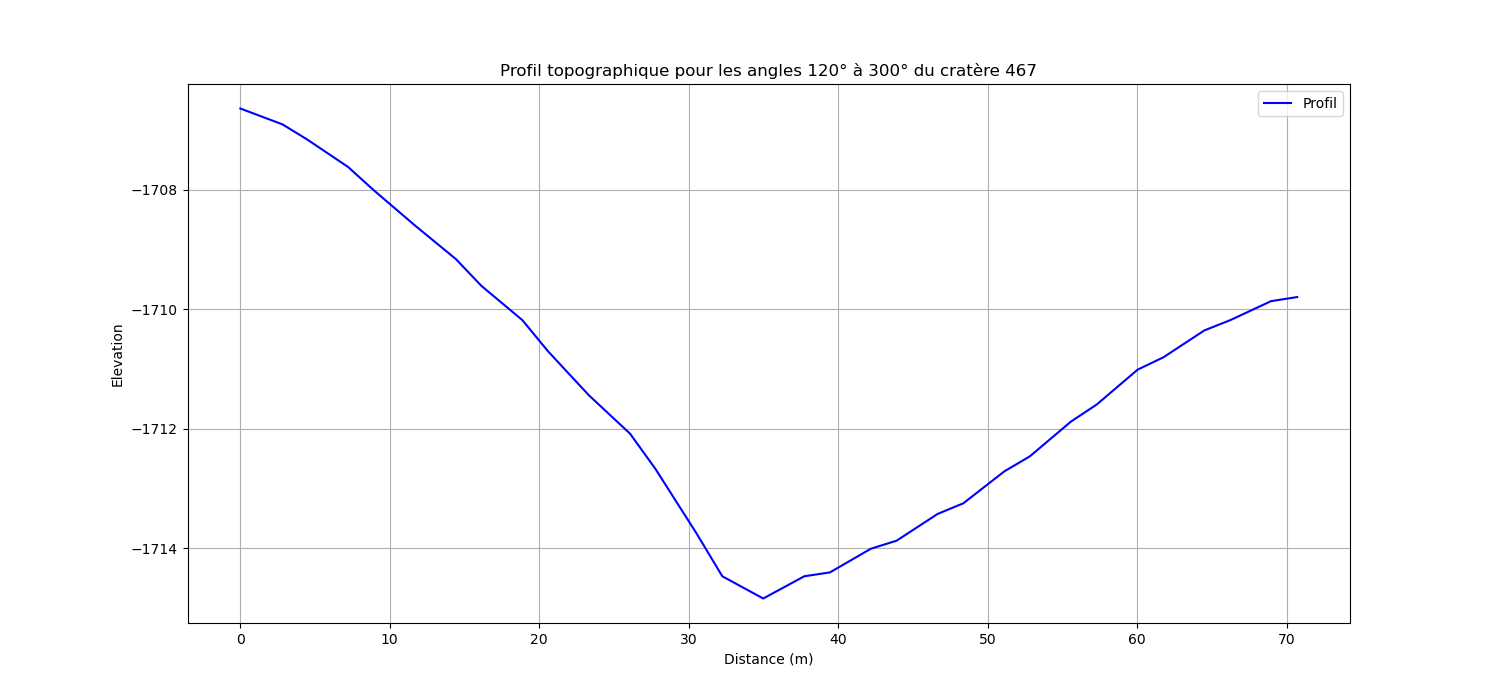 Profil topographique pour les angles 120° à 300° du cratère 467
Profil
−1708
−1710
−1712
−1714
Elevation
0 10 20 30 40 50 60 70
Distance (m)